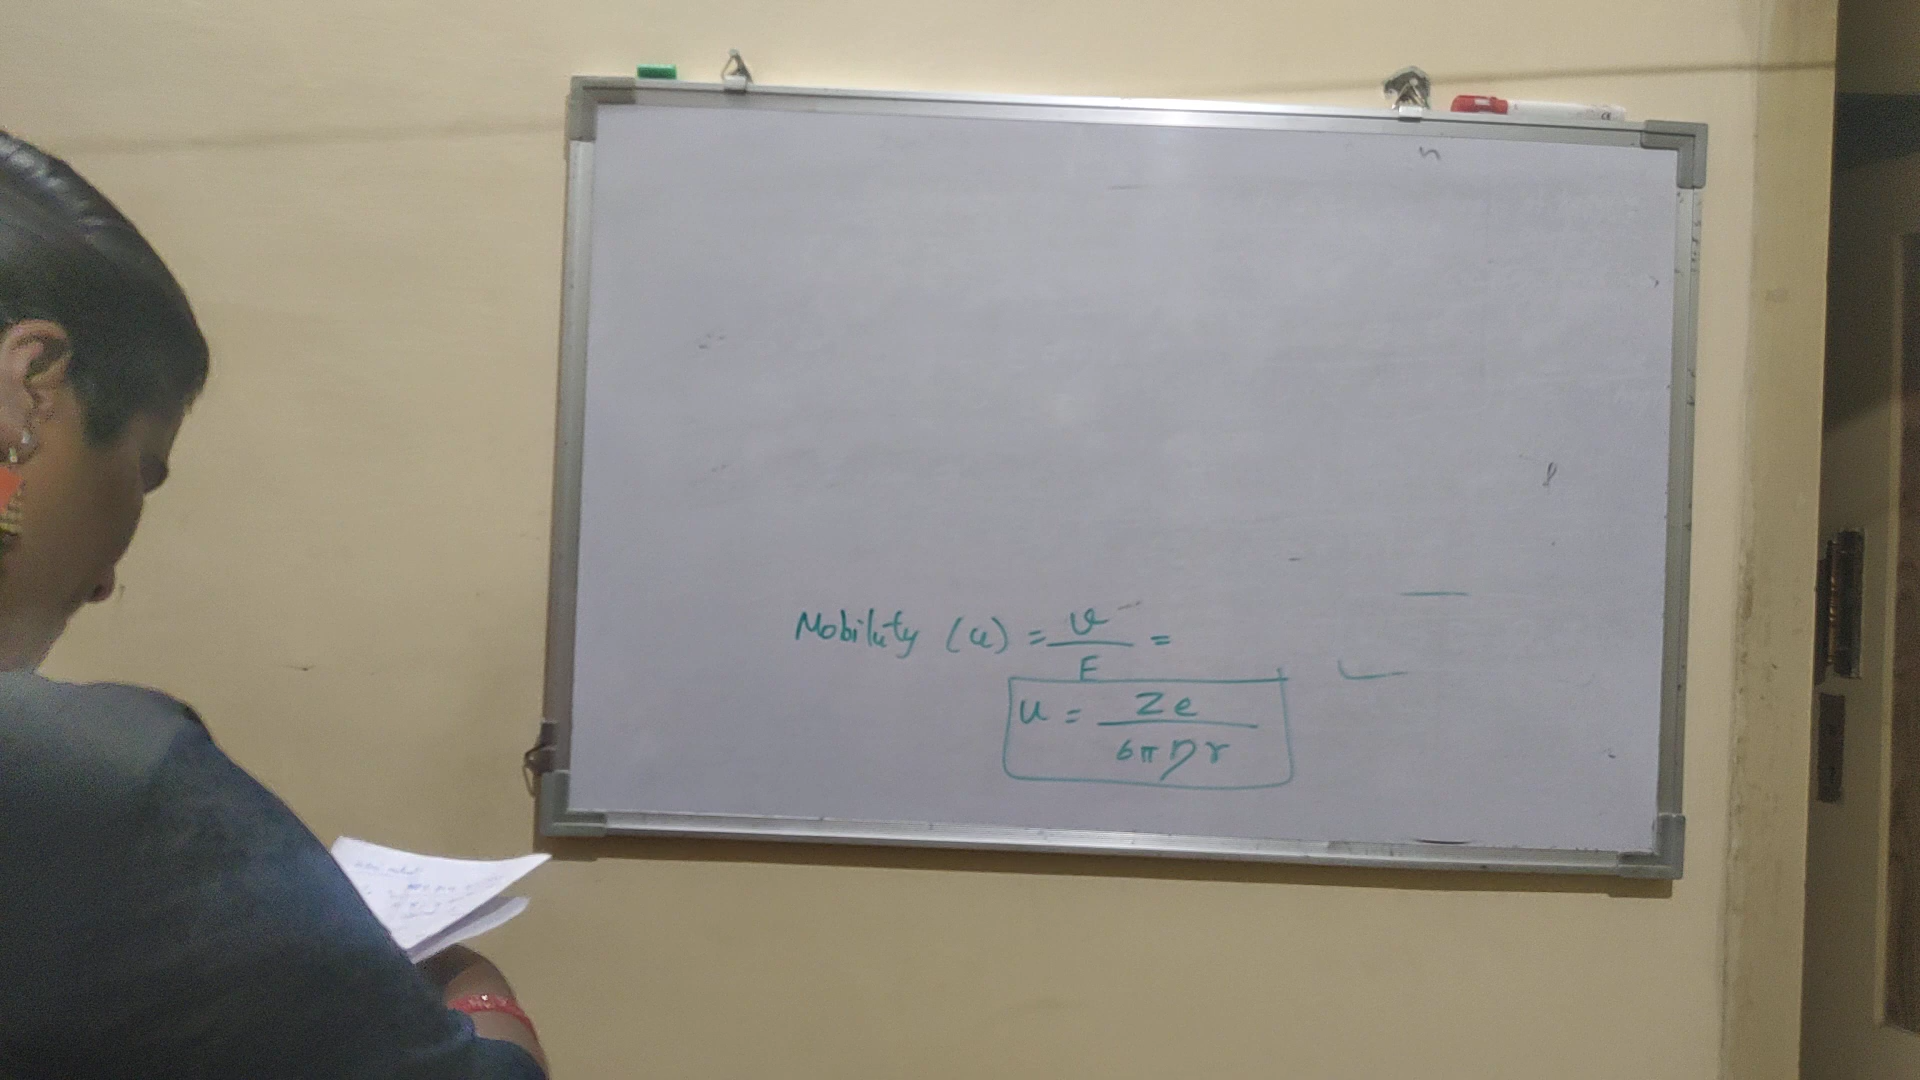 Mobility (u) = v/E =
u = Ze/6πηr